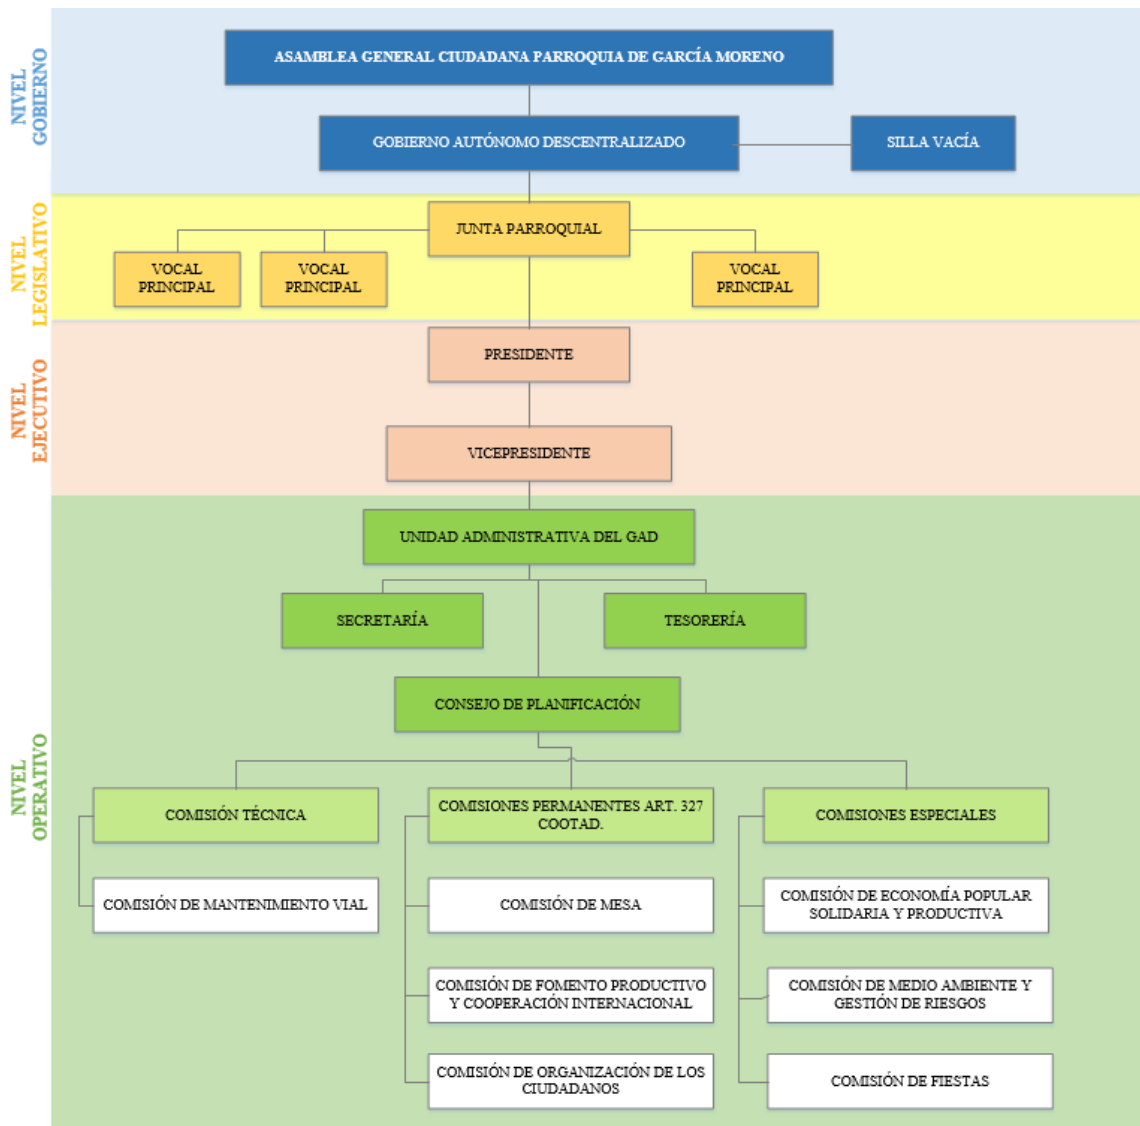 NIVEL
GOBIERNO
ASAMBLEA GENERAL CIUDADANA PARROQUIA DE GARCÍA MORENO
GOBIERNO AUTÓNOMO DESCENTRALIZADO
SILLA VACÍA
NIVEL
LEGISLATIVO
JUNTA PARROQUIAL
VOCAL
PRINCIPAL
VOCAL
PRINCIPAL
VOCAL
PRINCIPAL
NIVEL
EJECUTIVO
PRESIDENTE
VICEPRESIDENTE
NIVEL
OPERATIVO
UNIDAD ADMINISTRATIVA DEL GAD
SECRETARÍA
TESORERÍA
CONSEJO DE PLANIFICACIÓN
COMISIÓN TÉCNICA
COMISIONES PERMANENTES ART. 327
COOTAD.
COMISIONES ESPECIALES
COMISIÓN DE MANTENIMIENTO VIAL
COMISIÓN DE MESA
COMISIÓN DE ECONOMÍA POPULAR
SOLIDARIA Y PRODUCTIVA
COMISIÓN DE FOMENTO PRODUCTIVO
Y COOPERACIÓN INTERNACIONAL
COMISIÓN DE MEDIO AMBIENTE Y
GESTIÓN DE RIESGOS
COMISIÓN DE ORGANIZACIÓN DE LOS
CIUDADANOS
COMISIÓN DE FIESTAS